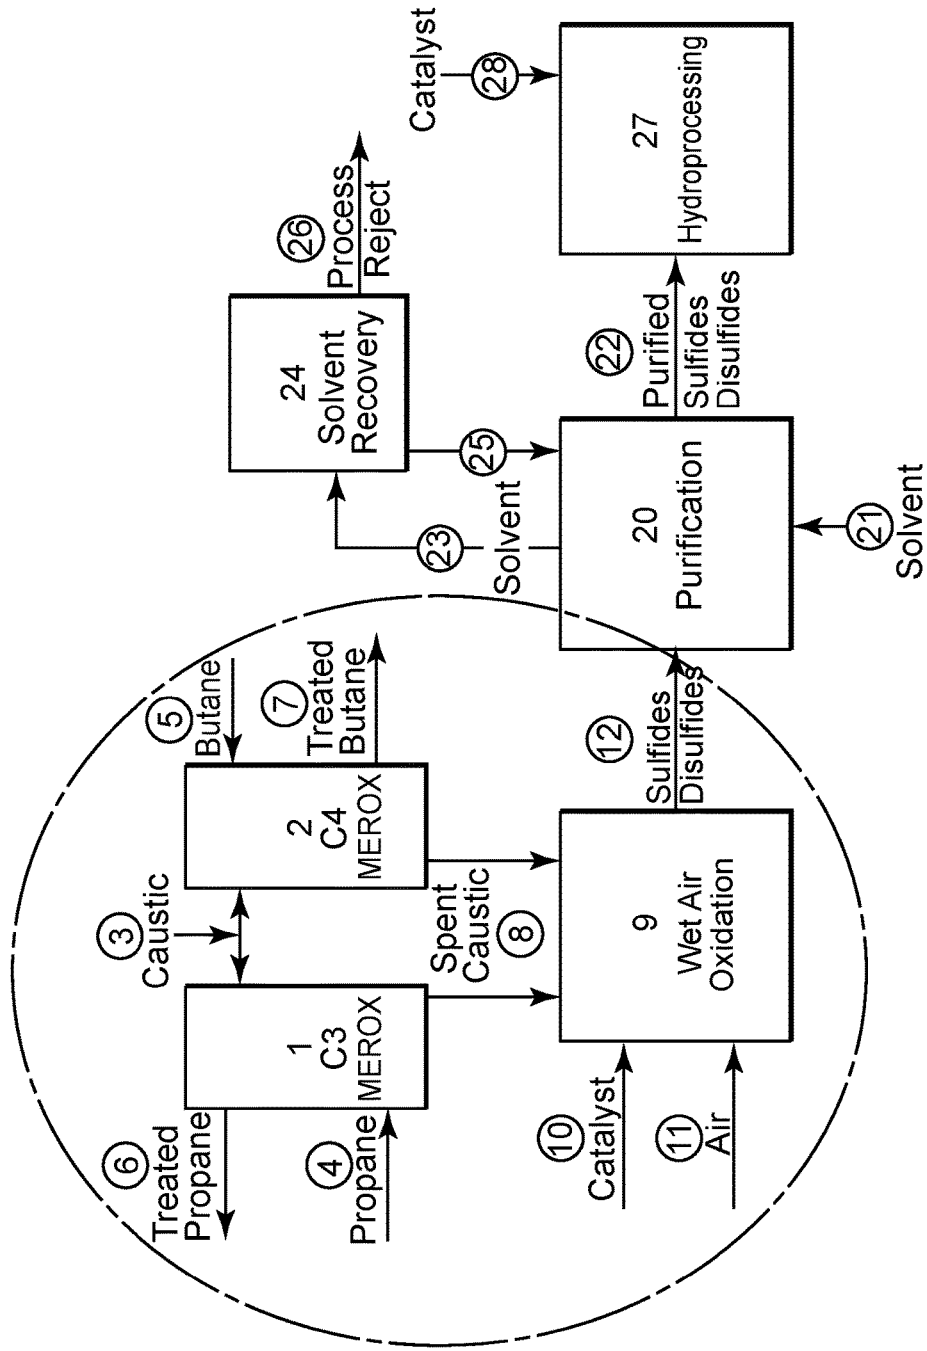 6
Treated
Propane
4
Propane
1
C3
MEROX
3
Caustic
2
C4
MEROX
5
Butane
7
Treated
Butane
Spent
Caustic
8
10
Catalyst
11
Air
9
Wet Air
Oxidation
12
Sulfides
Disulfides
20
Purification
21
Solvent
23
Solvent
25
24
Solvent
Recovery
26
Process
Reject
22
Purified
Sulfides
Disulfides
27
Hydroprocessing
28
Catalyst